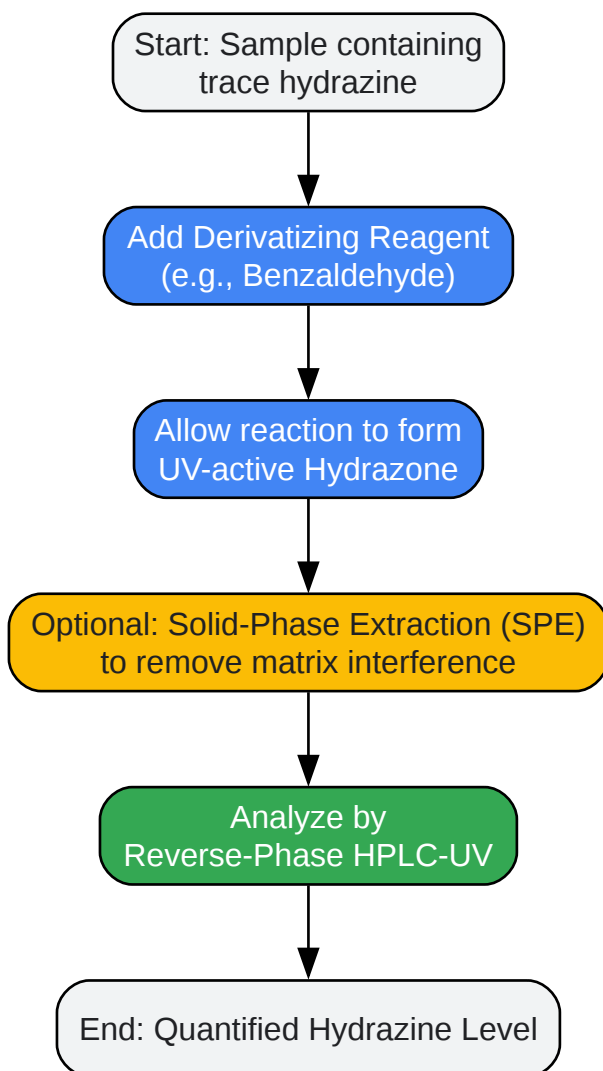 Start: Sample containing
trace hydrazine
Add Derivatizing Reagent
(e.g., Benzaldehyde)
Allow reaction to form
UV-active Hydrazone
Optional: Solid-Phase Extraction (SPE)
to remove matrix interference
Analyze by
Reverse-Phase HPLC-UV
End: Quantified Hydrazine Level